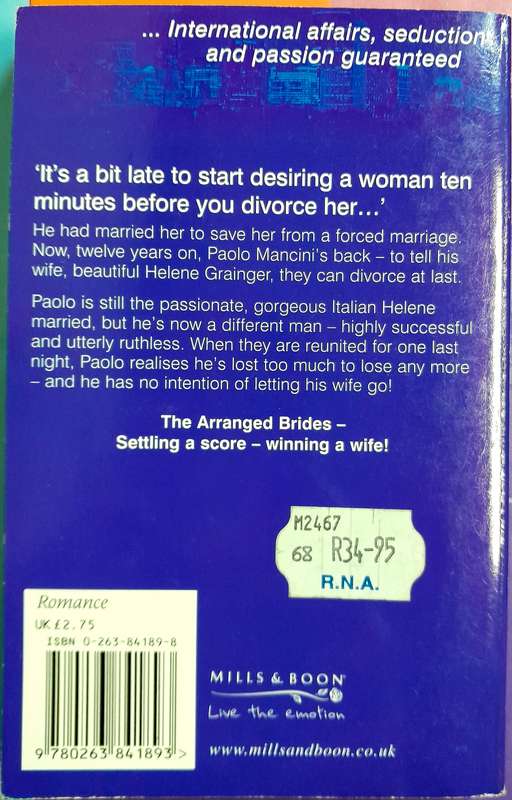 ... International affairs, seduction
and passion guaranteed
‘It’s a bit late to start desiring a woman ten
minutes before you divorce her…’
He had married her to save her from a forced marriage.
Now, twelve years on, Paolo Mancini’s back – to tell his
wife, beautiful Helene Grainger, they can divorce at last.
Paolo is still the passionate, gorgeous Italian Helene
married, but he’s now a different man – highly successful
and utterly ruthless. When they are reunited for one last
night, Paolo realises he’s lost too much to lose any more
– and he has no intention of letting his wife go!
The Arranged Brides –
Settling a score – winning a wife!
M2467
68 R34-95
R.N.A.
Romance
UK £2.75
ISBN 0-263-84189-8
9 780263 841893 >
MILLS & BOON®
Live the emotion
www.millsandboon.co.uk